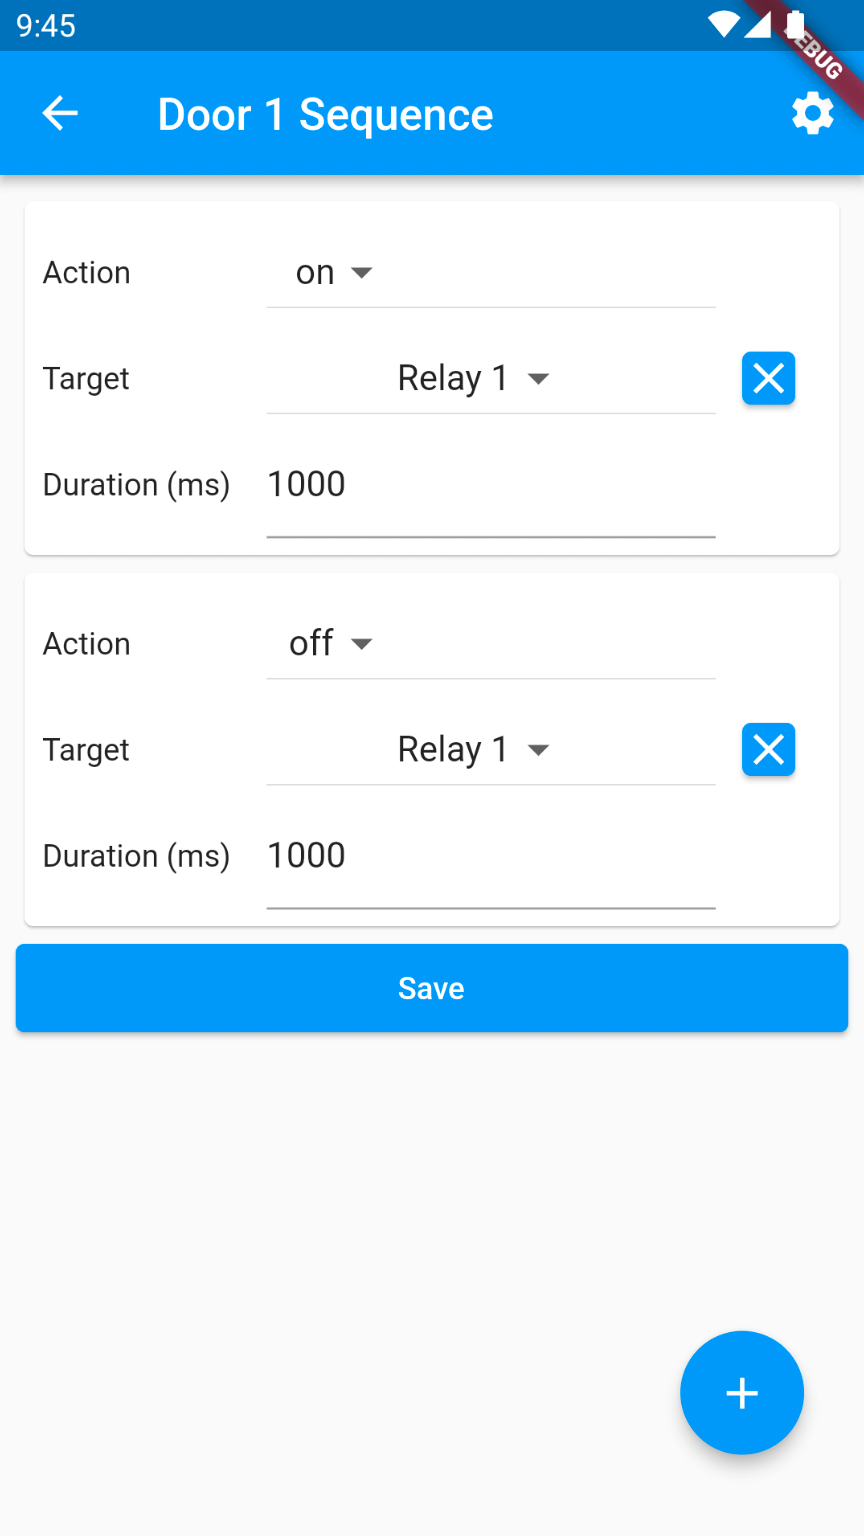 9:45
DEBUG
Door 1 Sequence
Action on
Target Relay 1
Duration (ms) 1000
Action off
Target Relay 1
Duration (ms) 1000
Save